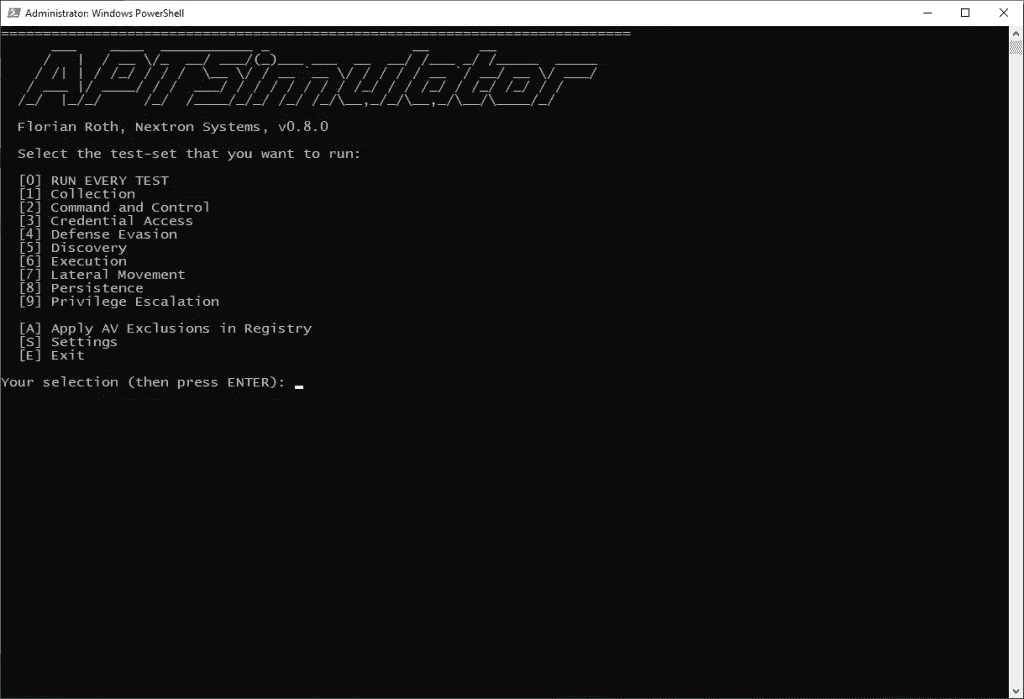 Administrator: Windows PowerShell
APTSimulator
Florian Roth, Nextron Systems, v0.8.0
Select the test-set that you want to run:
[0] RUN EVERY TEST
[1] Collection
[2] Command and Control
[3] Credential Access
[4] Defense Evasion
[5] Discovery
[6] Execution
[7] Lateral Movement
[8] Persistence
[9] Privilege Escalation
[A] Apply AV Exclusions in Registry
[S] Settings
[E] Exit
Your selection (then press ENTER): _